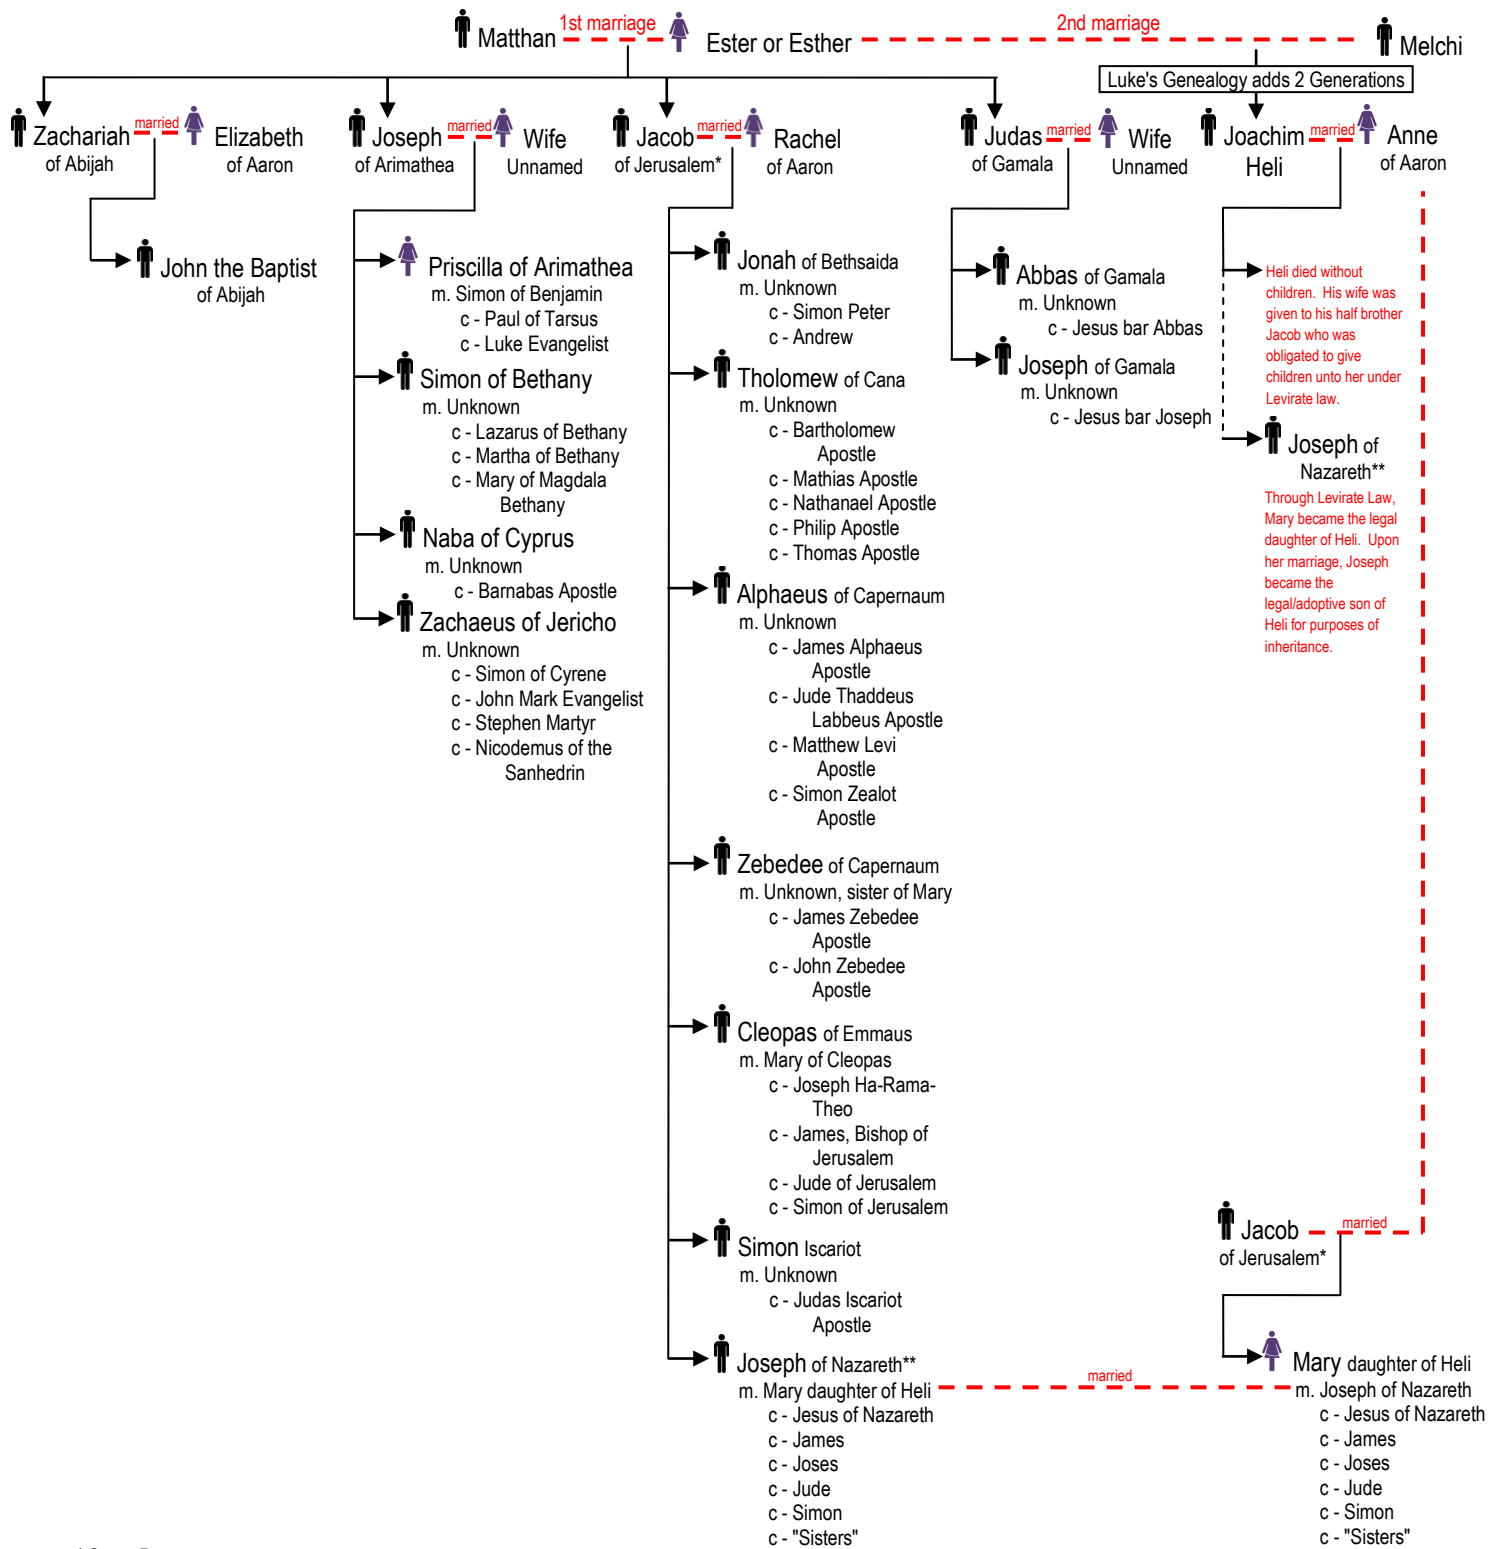 Matthan 1st marriage Ester or Esther 2nd marriage Melchi
Luke's Genealogy adds 2 Generations
Zachariah married Elizabeth
of Abijah of Aaron
Joseph married Wife
of Arimathea Unnamed
Jacob married Rachel
of Jerusalem* of Aaron
Judas married Wife
of Gamala Unnamed
Joachim married Anne
Heli of Aaron
John the Baptist
of Abijah
Priscilla of Arimathea
m. Simon of Benjamin
c - Paul of Tarsus
c - Luke Evangelist
Simon of Bethany
m. Unknown
c - Lazarus of Bethany
c - Martha of Bethany
c - Mary of Magdala
Bethany
Naba of Cyprus
m. Unknown
c - Barnabas Apostle
Zachaeus of Jericho
m. Unknown
c - Simon of Cyrene
c - John Mark Evangelist
c - Stephen Martyr
c - Nicodemus of the
Sanhedrin
Jonah of Bethsaida
m. Unknown
c - Simon Peter
c - Andrew
Tholomew of Cana
m. Unknown
c - Bartholomew
Apostle
c - Mathias Apostle
c - Nathanael Apostle
c - Philip Apostle
c - Thomas Apostle
Alphaeus of Capernaum
m. Unknown
c - James Alphaeus
Apostle
c - Jude Thaddeus
Labbeus Apostle
c - Matthew Levi
Apostle
c - Simon Zealot
Apostle
Zebedee of Capernaum
m. Unknown, sister of Mary
c - James Zebedee
Apostle
c - John Zebedee
Apostle
Cleopas of Emmaus
m. Mary of Cleopas
c - Joseph Ha-Rama-
Theo
c - James, Bishop of
Jerusalem
c - Jude of Jerusalem
c - Simon of Jerusalem
Simon Iscariot
m. Unknown
c - Judas Iscariot
Apostle
Joseph of Nazareth**
m. Mary daughter of Heli
c - Jesus of Nazareth
c - James
c - Joses
c - Jude
c - Simon
c - "Sisters"
married
Abbas of Gamala
m. Unknown
c - Jesus bar Abbas
Joseph of Gamala
m. Unknown
c - Jesus bar Joseph
Heli died without
children. His wife was
given to his half brother
Jacob who was
obligated to give
children unto her under
Levirate law.
Joseph of
Nazareth**
Through Levirate Law,
Mary became the legal
daughter of Heli. Upon
her marriage, Joseph
became the
legal/adoptive son of
Heli for purposes of
inheritance.
Jacob married
of Jerusalem*
Mary daughter of Heli
m. Joseph of Nazareth
c - Jesus of Nazareth
c - James
c - Joses
c - Jude
c - Simon
c - "Sisters"